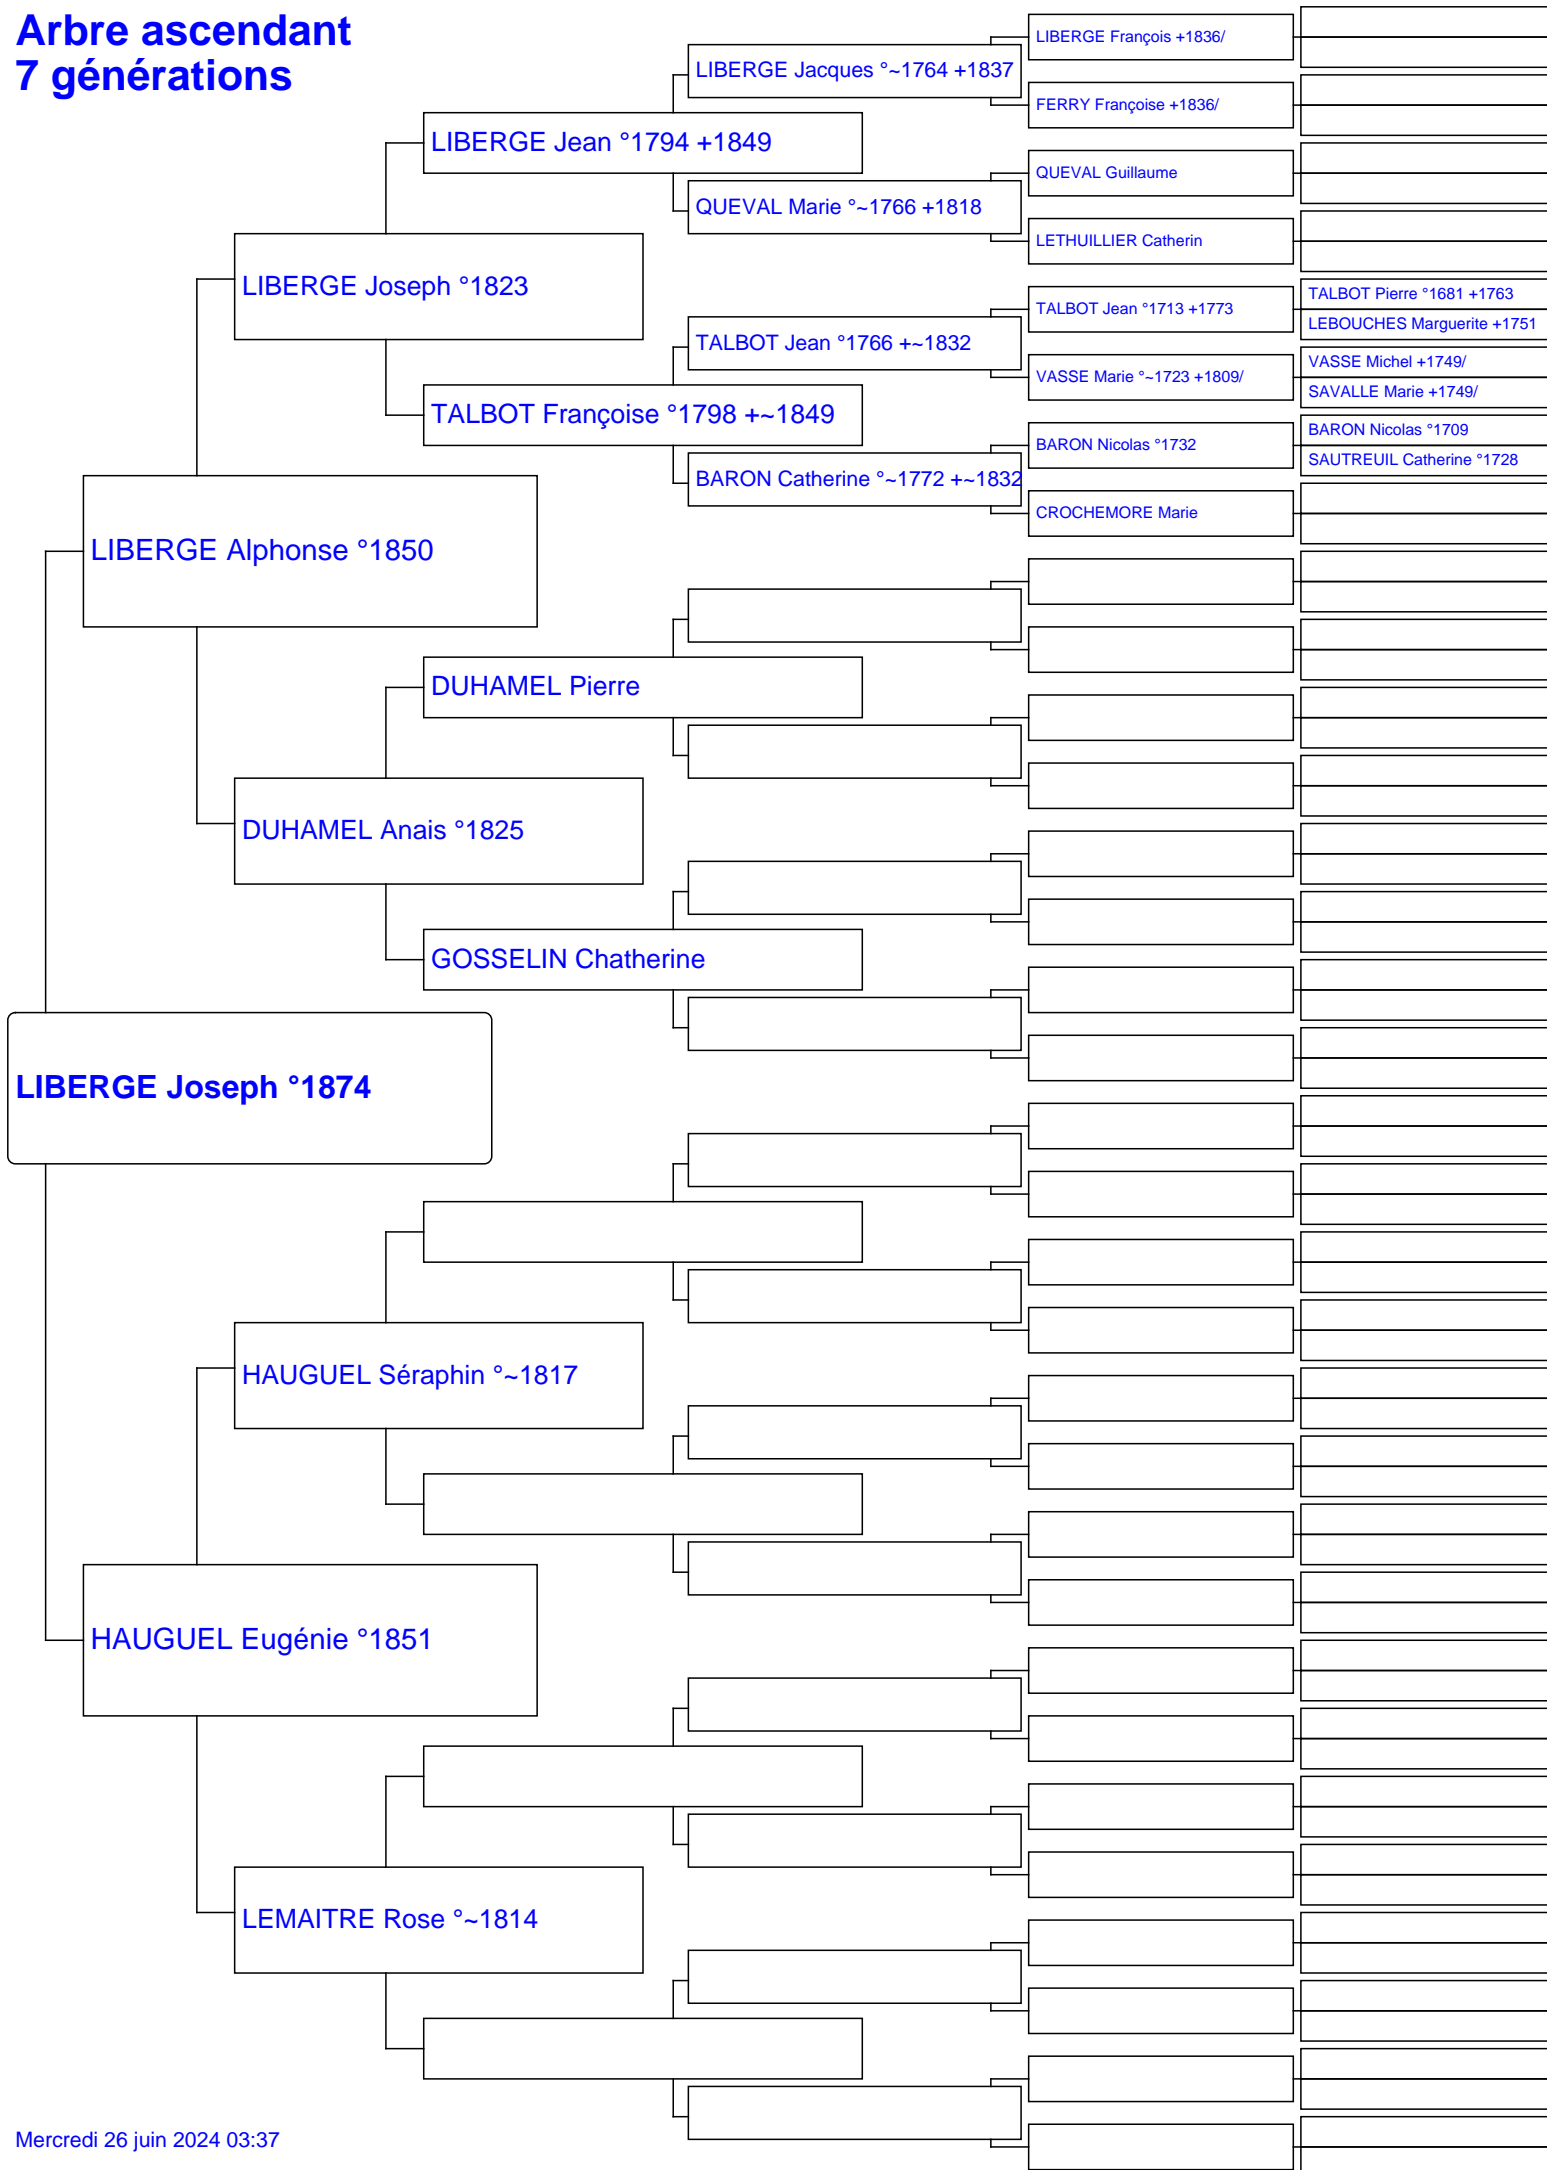 Arbre ascendant
7 générations
LIBERGE Joseph °1874
LIBERGE Alphonse °1850
HAUGUEL Eugénie °1851
LIBERGE Joseph °1823
DUHAMEL Anais °1825
HAUGUEL Séraphin °~1817
LEMAITRE Rose °~1814
LIBERGE Jean °1794 +1849
TALBOT Françoise °1798 +~1849
DUHAMEL Pierre
GOSSELIN Chatherine
LIBERGE Jacques °~1764 +1837
QUEVAL Marie °~1766 +1818
TALBOT Jean °1766 +~1832
BARON Catherine °~1772 +~1832
LIBERGE François +1836/
FERRY Françoise +1836/
QUEVAL Guillaume
LETHUILLIER Catherin
TALBOT Jean °1713 +1773
VASSE Marie °~1723 +1809/
BARON Nicolas °1732
CROCHEMORE Marie
TALBOT Pierre °1681 +1763
LEBOUCHES Marguerite +1751
VASSE Michel +1749/
SAVALLE Marie +1749/
BARON Nicolas °1709
SAUTREUIL Catherine °1728
Mercredi 26 juin 2024 03:37